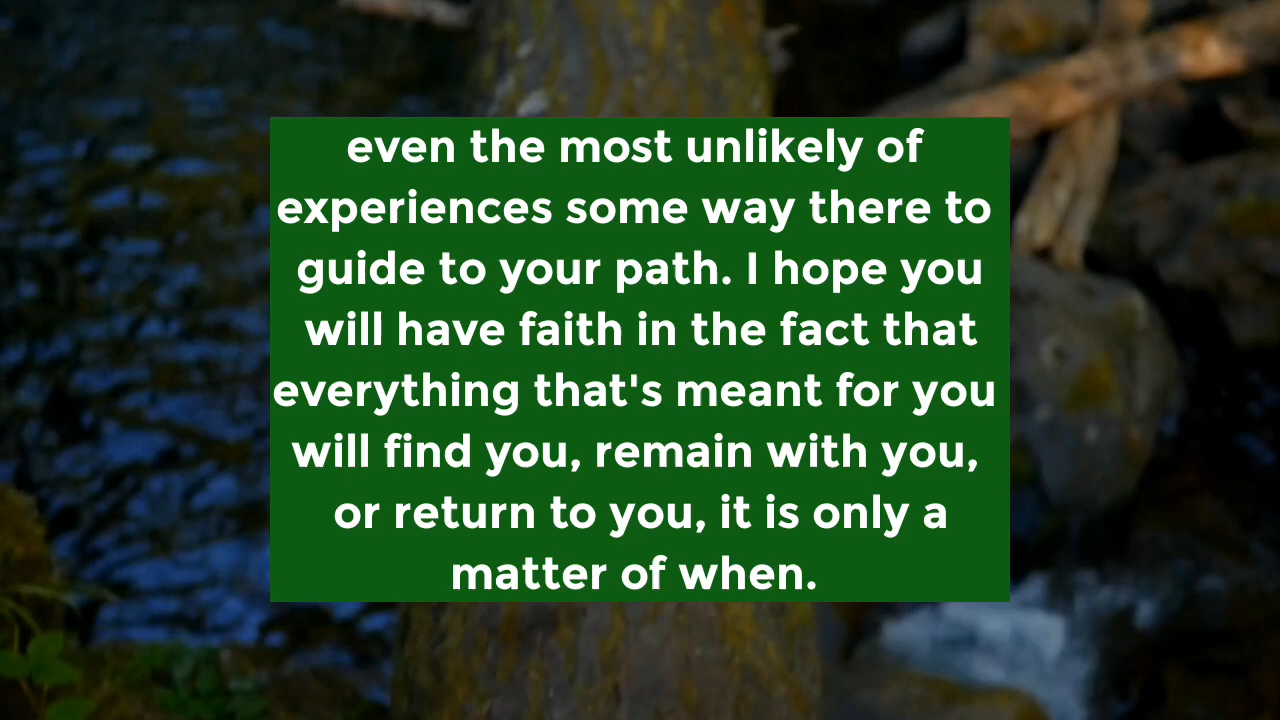 even the most unlikely of
experiences some way there to
guide to your path. I hope you
will have faith in the fact that
everything that's meant for you
will find you, remain with you,
or return to you, it is only a
matter of when.